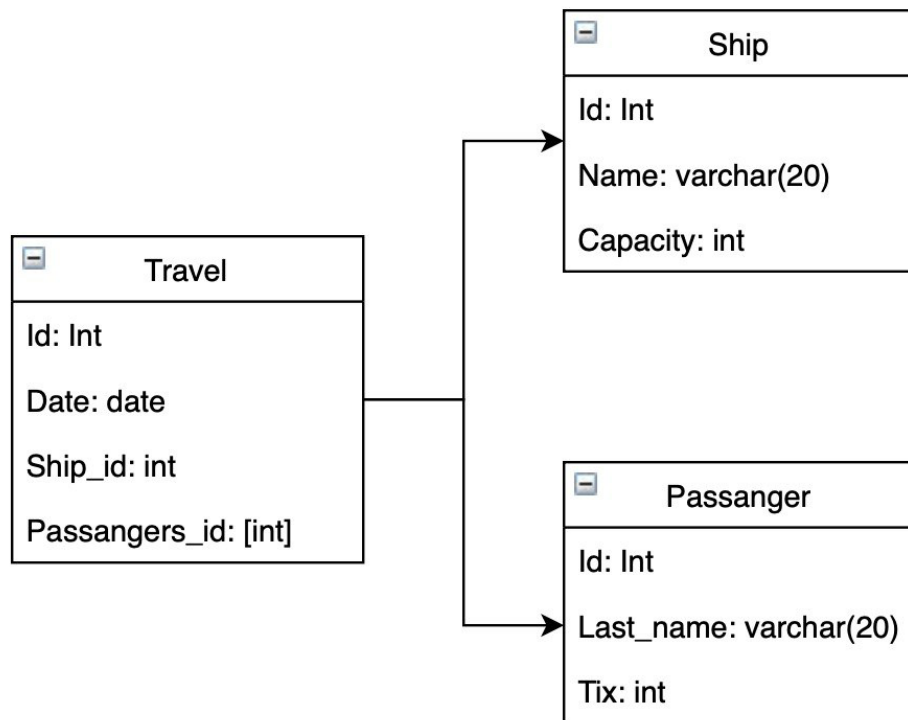 Ship
Id: Int
Name: varchar(20)
Capacity: int
Travel
Id: Int
Date: date
Ship_id: int
Passangers_id: [int]
Passanger
Id: Int
Last_name: varchar(20)
Tix: int